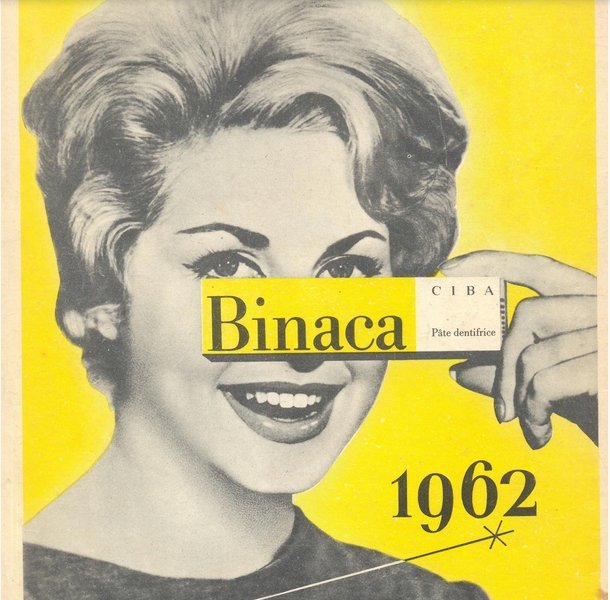 CIBA
Binaca
Pâte dentifrice
1962